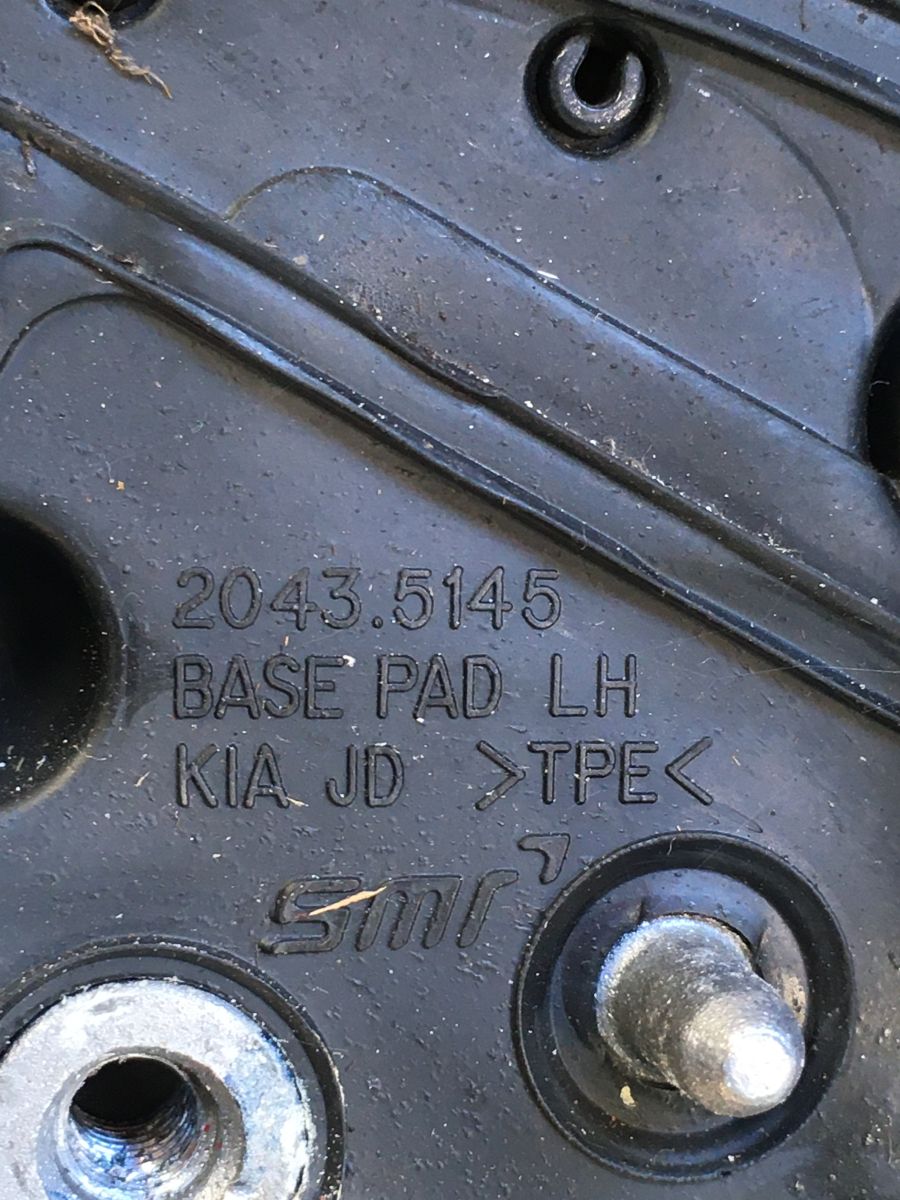 2043.5145
BASE PAD LH
KIA JD >TPE<
smr